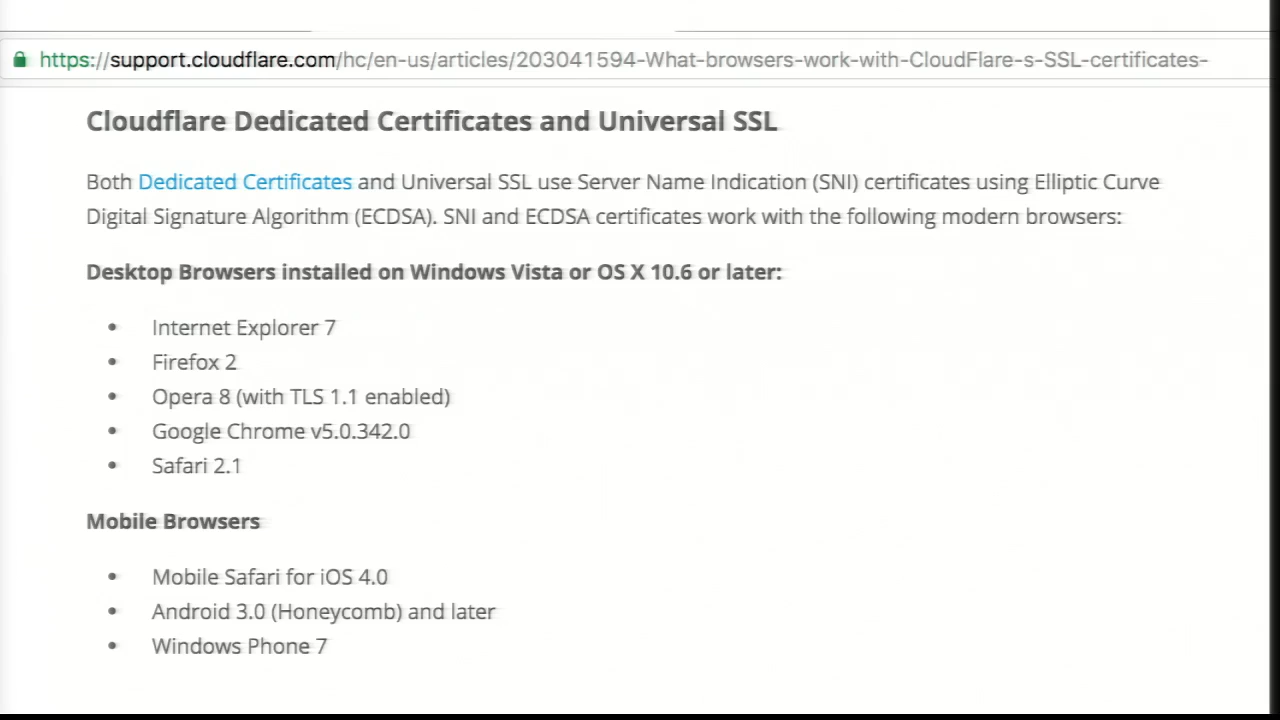 https://support.cloudflare.com/hc/en-us/articles/203041594-What-browsers-work-with-CloudFlare-s-SSL-certificates-
Cloudflare Dedicated Certificates and Universal SSL
Both Dedicated Certificates and Universal SSL use Server Name Indication (SNI) certificates using Elliptic Curve
Digital Signature Algorithm (ECDSA). SNI and ECDSA certificates work with the following modern browsers:
Desktop Browsers installed on Windows Vista or OS X 10.6 or later:
• Internet Explorer 7
• Firefox 2
• Opera 8 (with TLS 1.1 enabled)
• Google Chrome v5.0.342.0
• Safari 2.1
Mobile Browsers
• Mobile Safari for iOS 4.0
• Android 3.0 (Honeycomb) and later
• Windows Phone 7